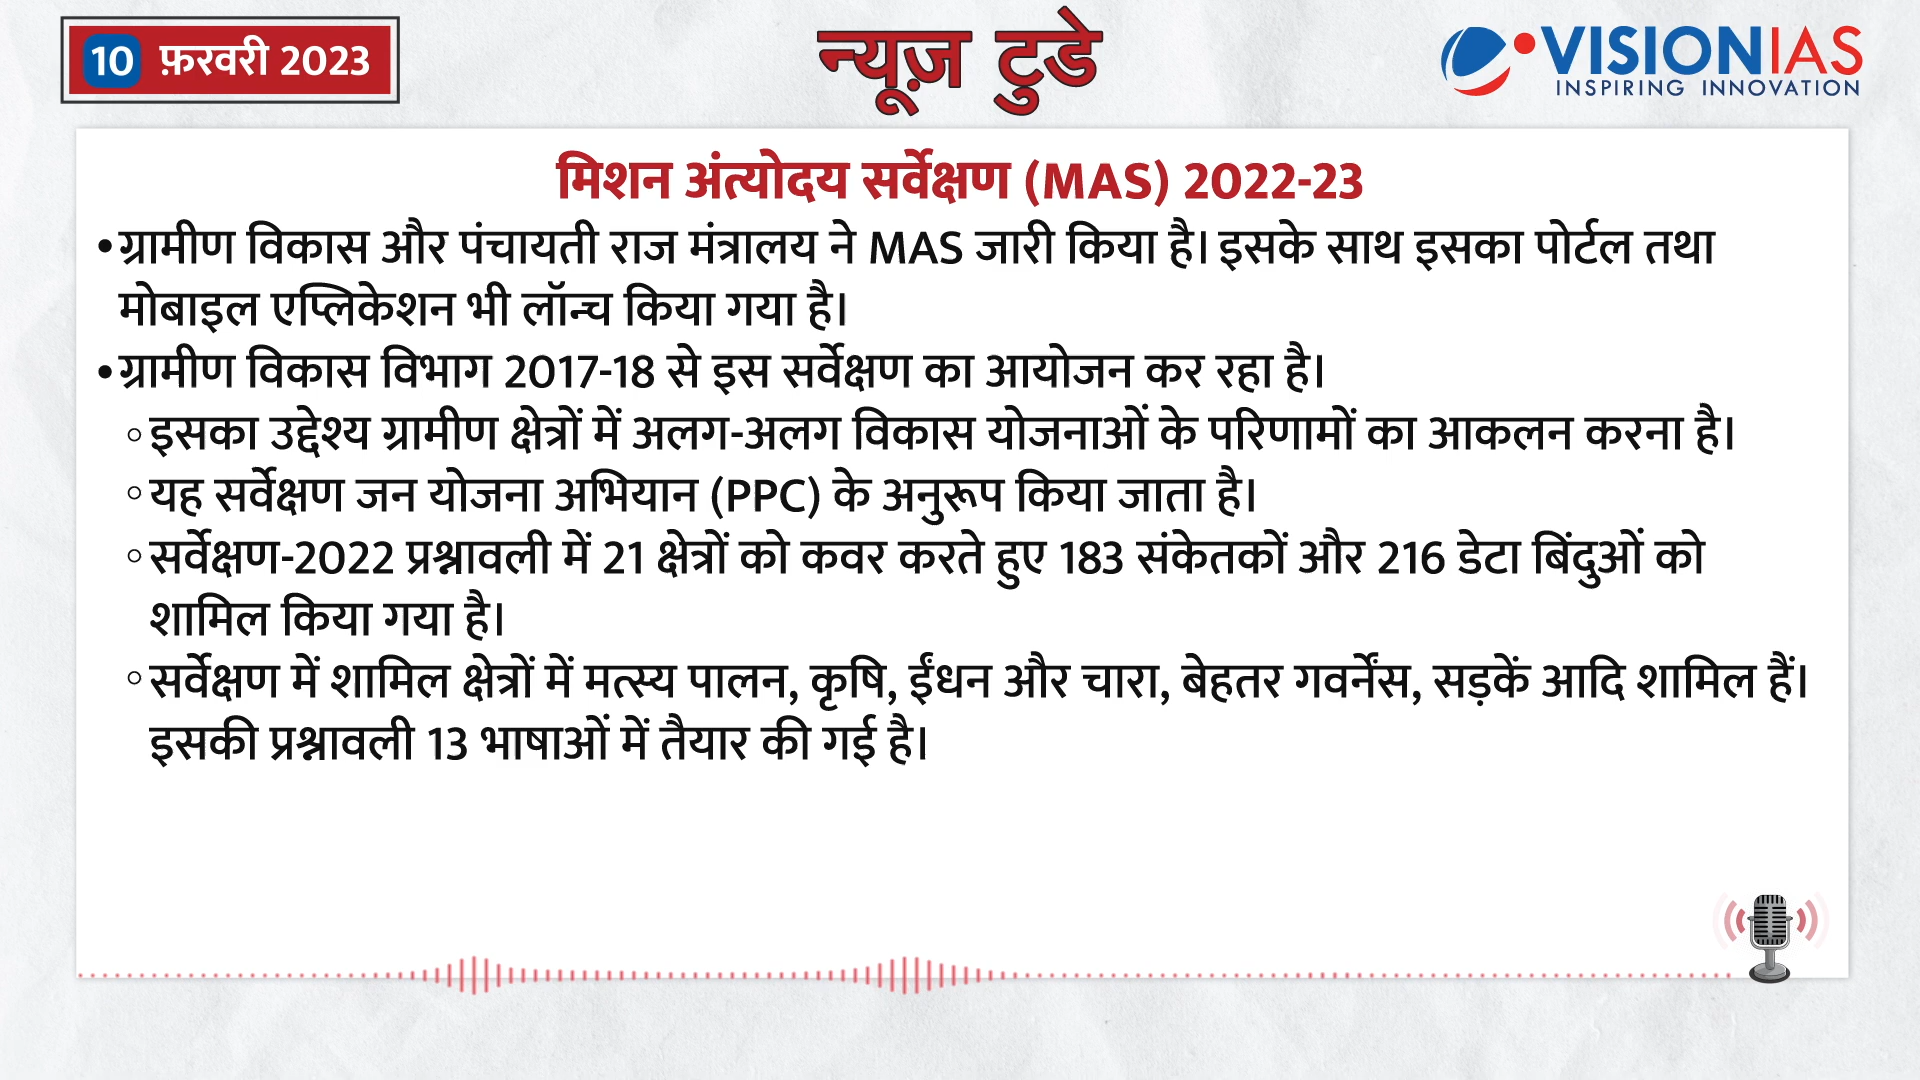 10 फ़रवरी 2023
न्यूज़ टुडे
VISIONIAS
INSPIRING INNOVATION
मिशन अंत्योदय सर्वेक्षण (MAS) 2022-23
•ग्रामीण विकास और पंचायती राज मंत्रालय ने MAS जारी किया है। इसके साथ इसका पोर्टल तथा
मोबाइल एप्लिकेशन भी लॉन्च किया गया है।
•ग्रामीण विकास विभाग 2017-18 से इस सर्वेक्षण का आयोजन कर रहा है।
◦इसका उद्देश्य ग्रामीण क्षेत्रों में अलग-अलग विकास योजनाओं के परिणामों का आकलन करना है।
◦यह सर्वेक्षण जन योजना अभियान (PPC) के अनुरूप किया जाता है।
◦सर्वेक्षण-2022 प्रश्नावली में 21 क्षेत्रों को कवर करते हुए 183 संकेतकों और 216 डेटा बिंदुओं को
शामिल किया गया है।
◦सर्वेक्षण में शामिल क्षेत्रों में मत्स्य पालन, कृषि, ईंधन और चारा, बेहतर गवर्नेंस, सड़कें आदि शामिल हैं।
इसकी प्रश्नावली 13 भाषाओं में तैयार की गई है।